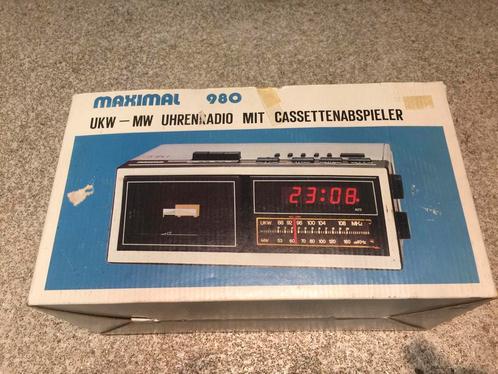 MAXIMAL 980
UKW – MW UHRENRADIO MIT CASSETTENABSPIELER
23:08
UKW 88 92 96 100 104 108 MHz
MW 53 60 80 100 120 160 KHz